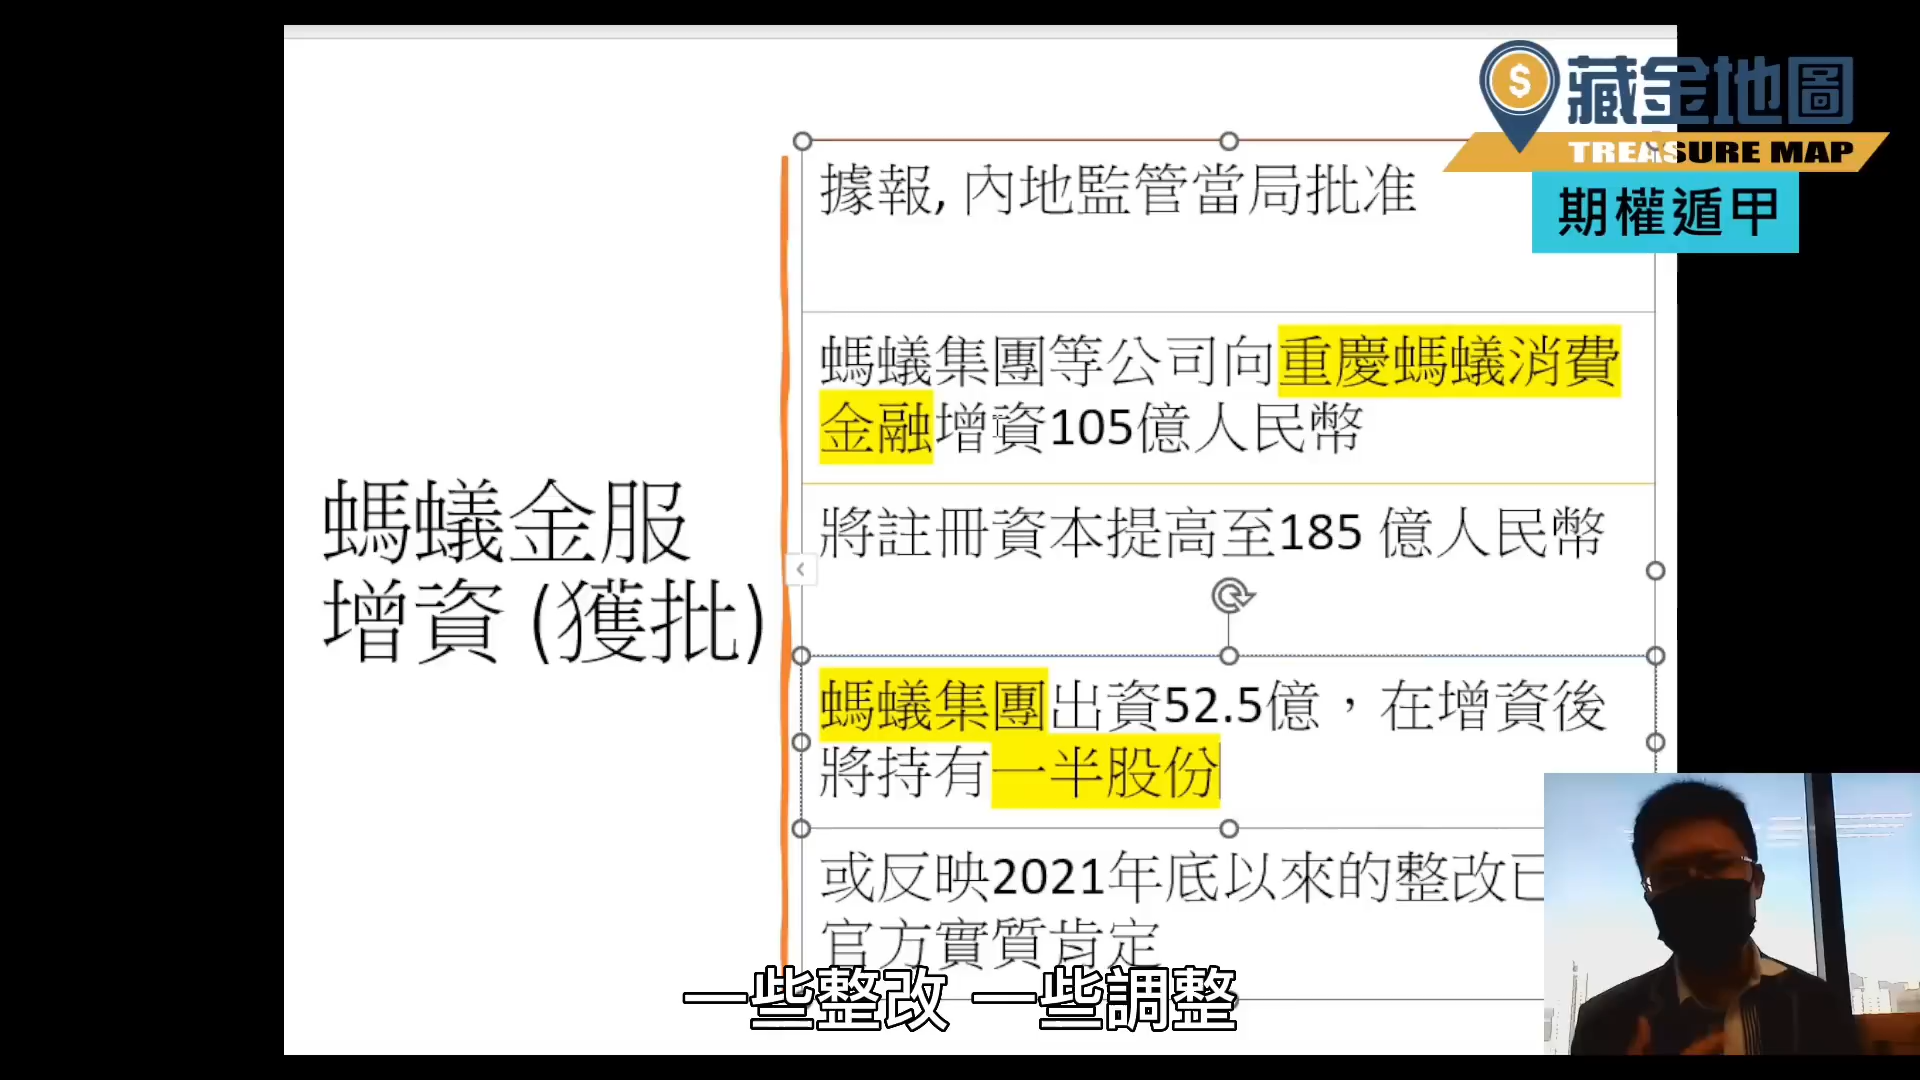 藏金地圖
TREASURE MAP
期權遁甲
據報, 內地監管當局批准
螞蟻集團等公司向重慶螞蟻消費
金融增資105億人民幣
將註冊資本提高至185 億人民幣
螞蟻金服
增資 (獲批)
螞蟻集團出資52.5億，在增資後
將持有一半股份
或反映2021年底以來的整改已
官方實質肯定
一些整改 一些調整